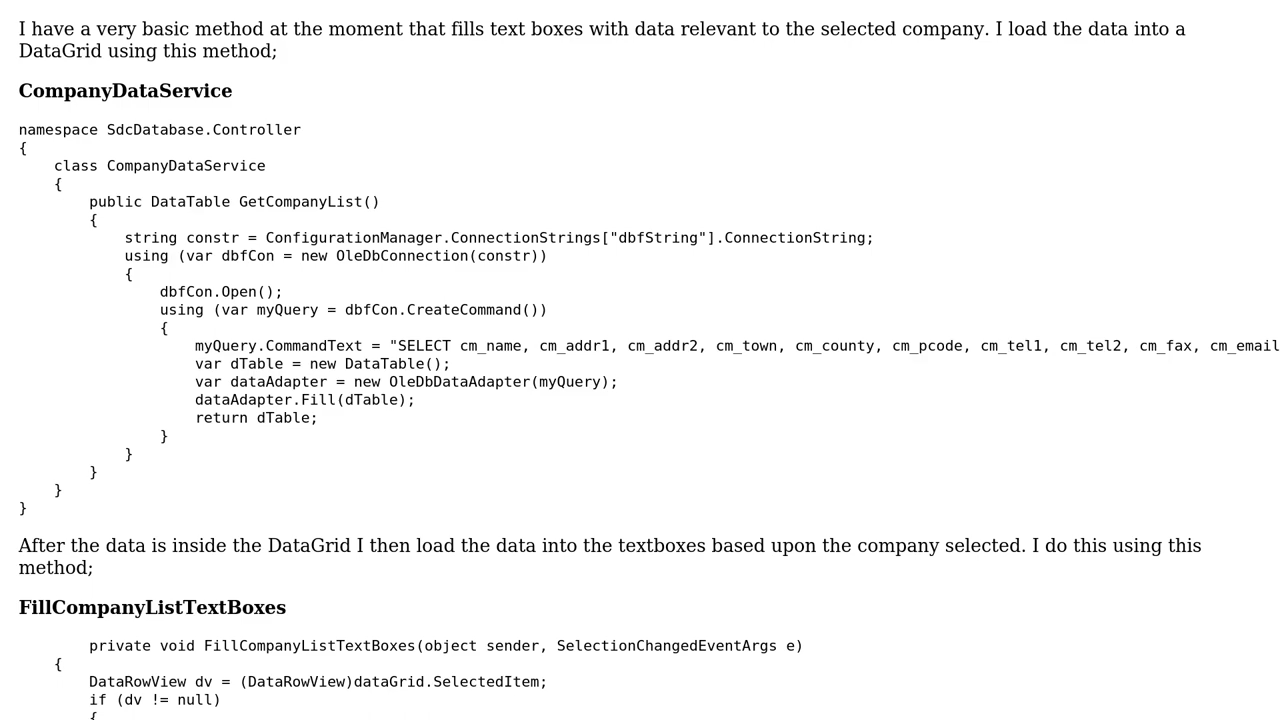 I have a very basic method at the moment that fills text boxes with data relevant to the selected company. I load the data into a
DataGrid using this method;
CompanyDataService
namespace SdcDatabase.Controller
{
    class CompanyDataService
    {
        public DataTable GetCompanyList()
        {
            string constr = ConfigurationManager.ConnectionStrings["dbfString"].ConnectionString;
            using (var dbfCon = new OleDbConnection(constr))
            {
                dbfCon.Open();
                using (var myQuery = dbfCon.CreateCommand())
                {
                    myQuery.CommandText = "SELECT cm_name, cm_addr1, cm_addr2, cm_town, cm_county, cm_pcode, cm_tel1, cm_tel2, cm_fax, cm_email
                    var dTable = new DataTable();
                    var dataAdapter = new OleDbDataAdapter(myQuery);
                    dataAdapter.Fill(dTable);
                    return dTable;
                }
            }
        }
    }
}
After the data is inside the DataGrid I then load the data into the textboxes based upon the company selected. I do this using this
method;
FillCompanyListTextBoxes
        private void FillCompanyListTextBoxes(object sender, SelectionChangedEventArgs e)
    {
        DataRowView dv = (DataRowView)dataGrid.SelectedItem;
        if (dv != null)
        {